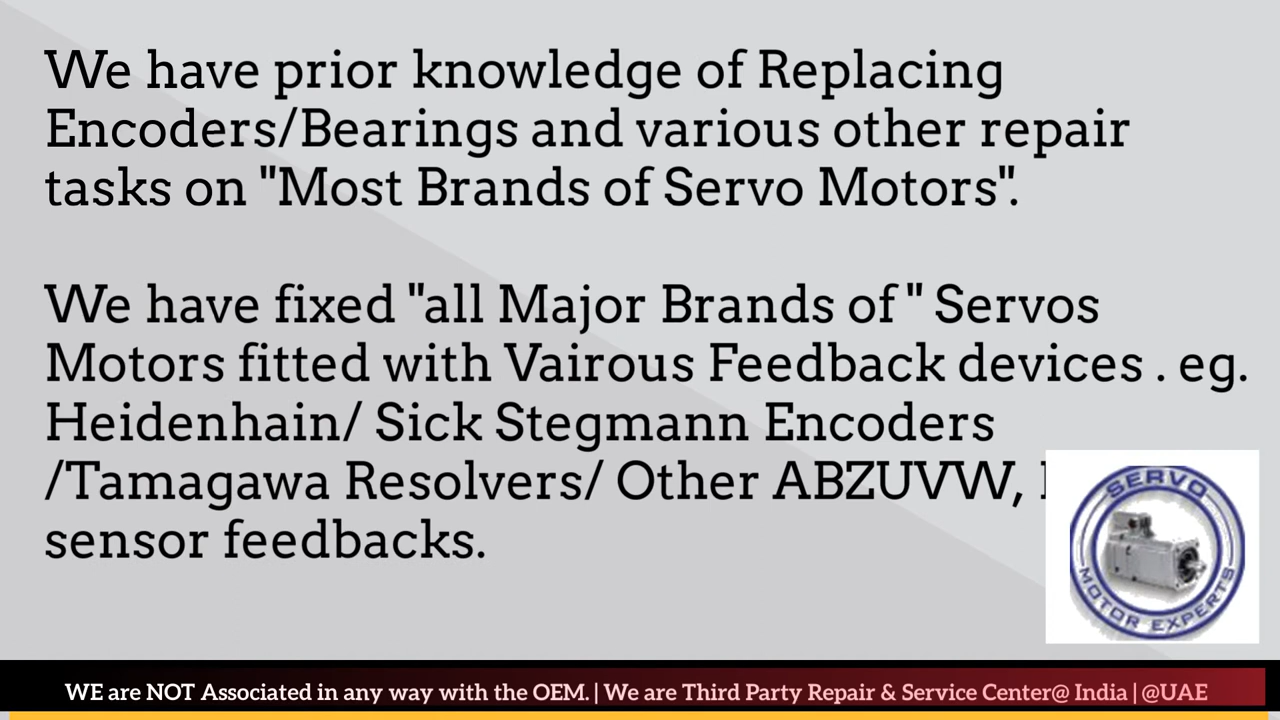 We have prior knowledge of Replacing
Encoders/Bearings and various other repair
tasks on "Most Brands of Servo Motors".
We have fixed "all Major Brands of " Servos
Motors fitted with Vairous Feedback devices . eg.
Heidenhain/ Sick Stegmann Encoders
/Tamagawa Resolvers/ Other ABZUVW,
sensor feedbacks.
SERVO
MOTOR EXPERTS
WE are NOT Associated in any way with the OEM. | We are Third Party Repair & Service Center@ India | @UAE